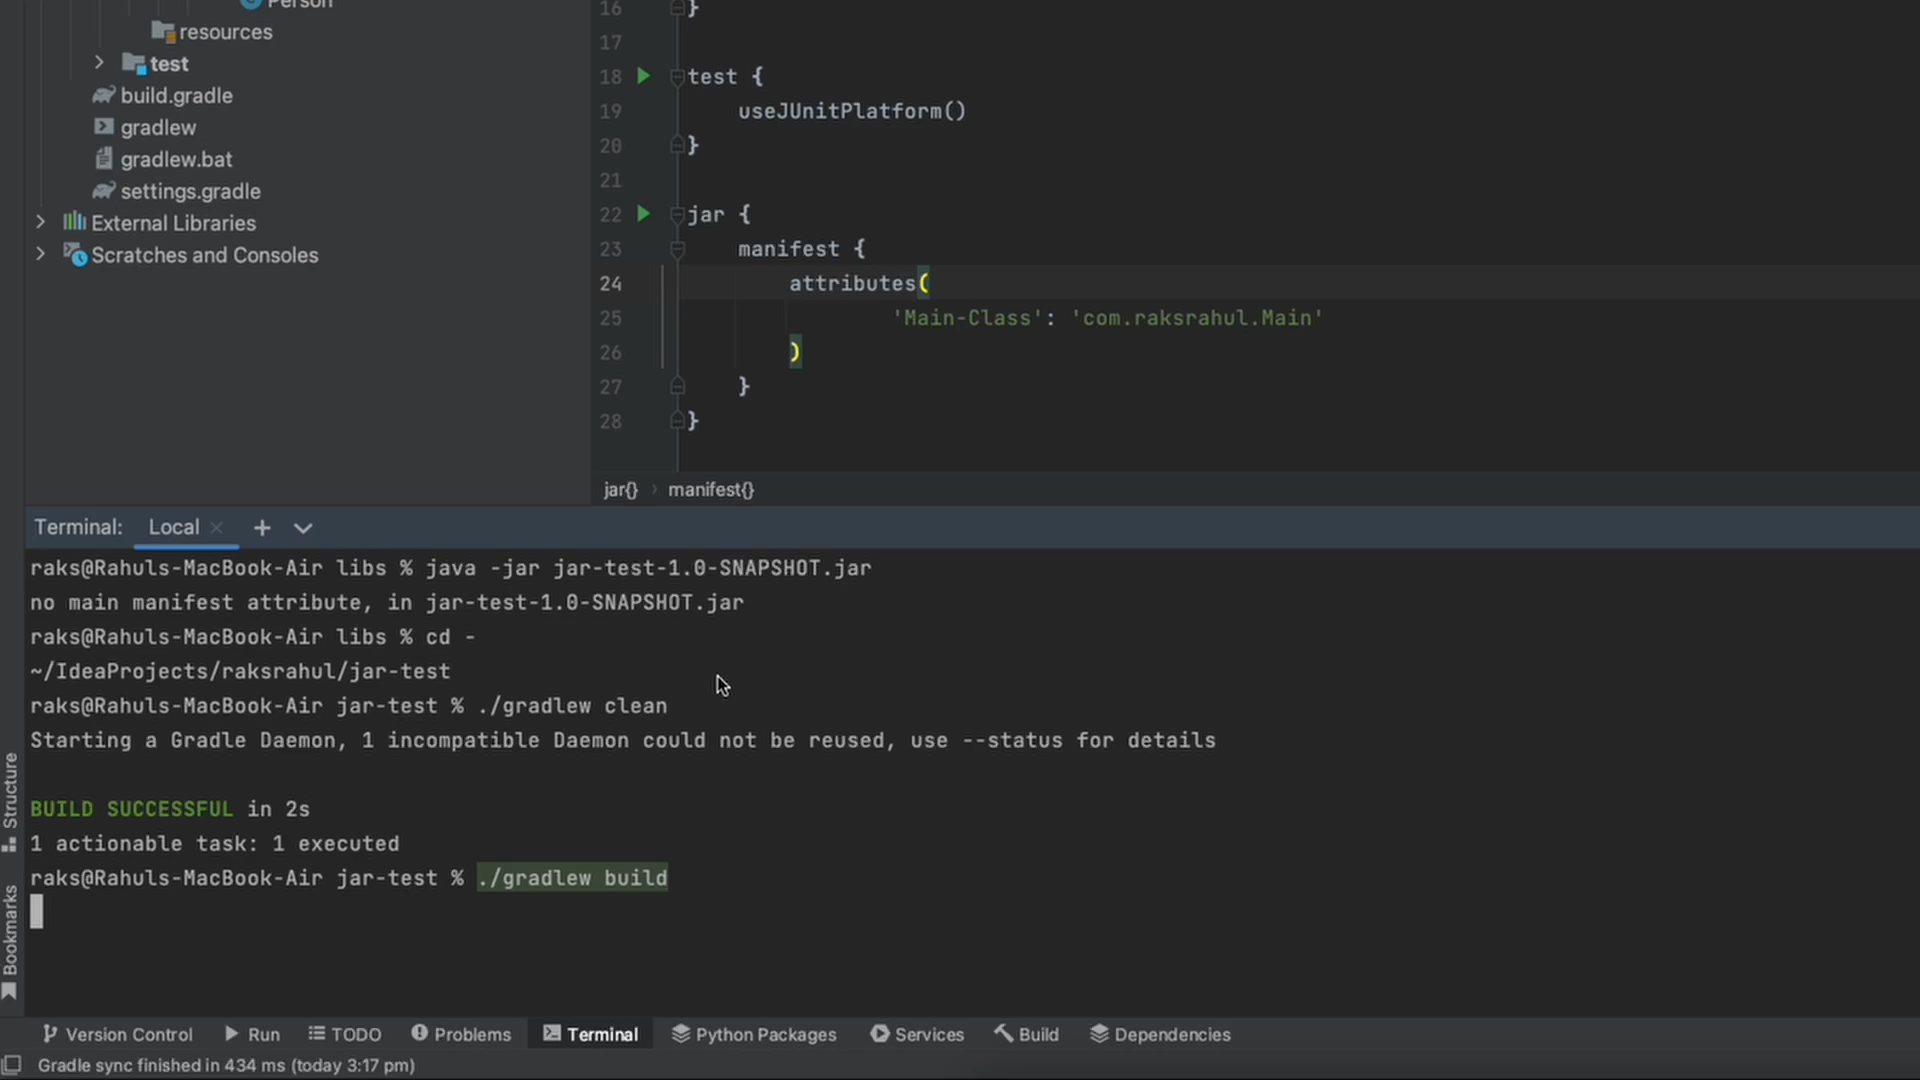 Person
resources
test
build.gradle
gradlew
gradlew.bat
settings.gradle
External Libraries
Scratches and Consoles
16 }
17
18 test {
19 useJUnitPlatform()
20 }
21
22 jar {
23 manifest {
24 attributes(
25 'Main-Class': 'com.raksrahul.Main'
26 )
27 }
28 }
jar{} › manifest{}
Terminal: Local × +
raks@Rahuls-MacBook-Air libs % java -jar jar-test-1.0-SNAPSHOT.jar
no main manifest attribute, in jar-test-1.0-SNAPSHOT.jar
raks@Rahuls-MacBook-Air libs % cd -
~/IdeaProjects/raksrahul/jar-test
raks@Rahuls-MacBook-Air jar-test % ./gradlew clean
Starting a Gradle Daemon, 1 incompatible Daemon could not be reused, use --status for details
BUILD SUCCESSFUL in 2s
1 actionable task: 1 executed
raks@Rahuls-MacBook-Air jar-test % ./gradlew build
Structure
Bookmarks
Version Control Run TODO Problems Terminal Python Packages Services Build Dependencies
Gradle sync finished in 434 ms (today 3:17 pm)